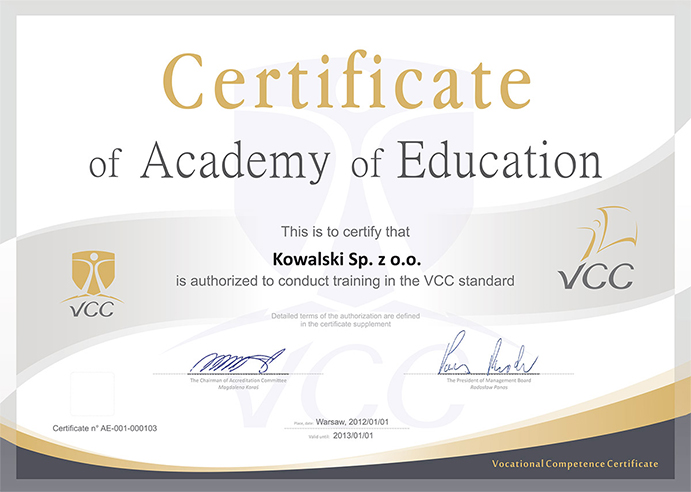 Certificate
of Academy of Education
This is to certify that
Kowalski Sp. z o.o.
is authorized to conduct training in the VCC standard
VCC
VCC
Detailed terms of the authorization are defined
in the certificate supplement
VCC
The Chairman of Accreditation Committee
Magdalena Karaś
The President of Management Board
Radosław Panas
Certificate n° AE-001-000103
Place, date: Warsaw, 2012/01/01
Valid until: 2013/01/01
Vocational Competence Certificate